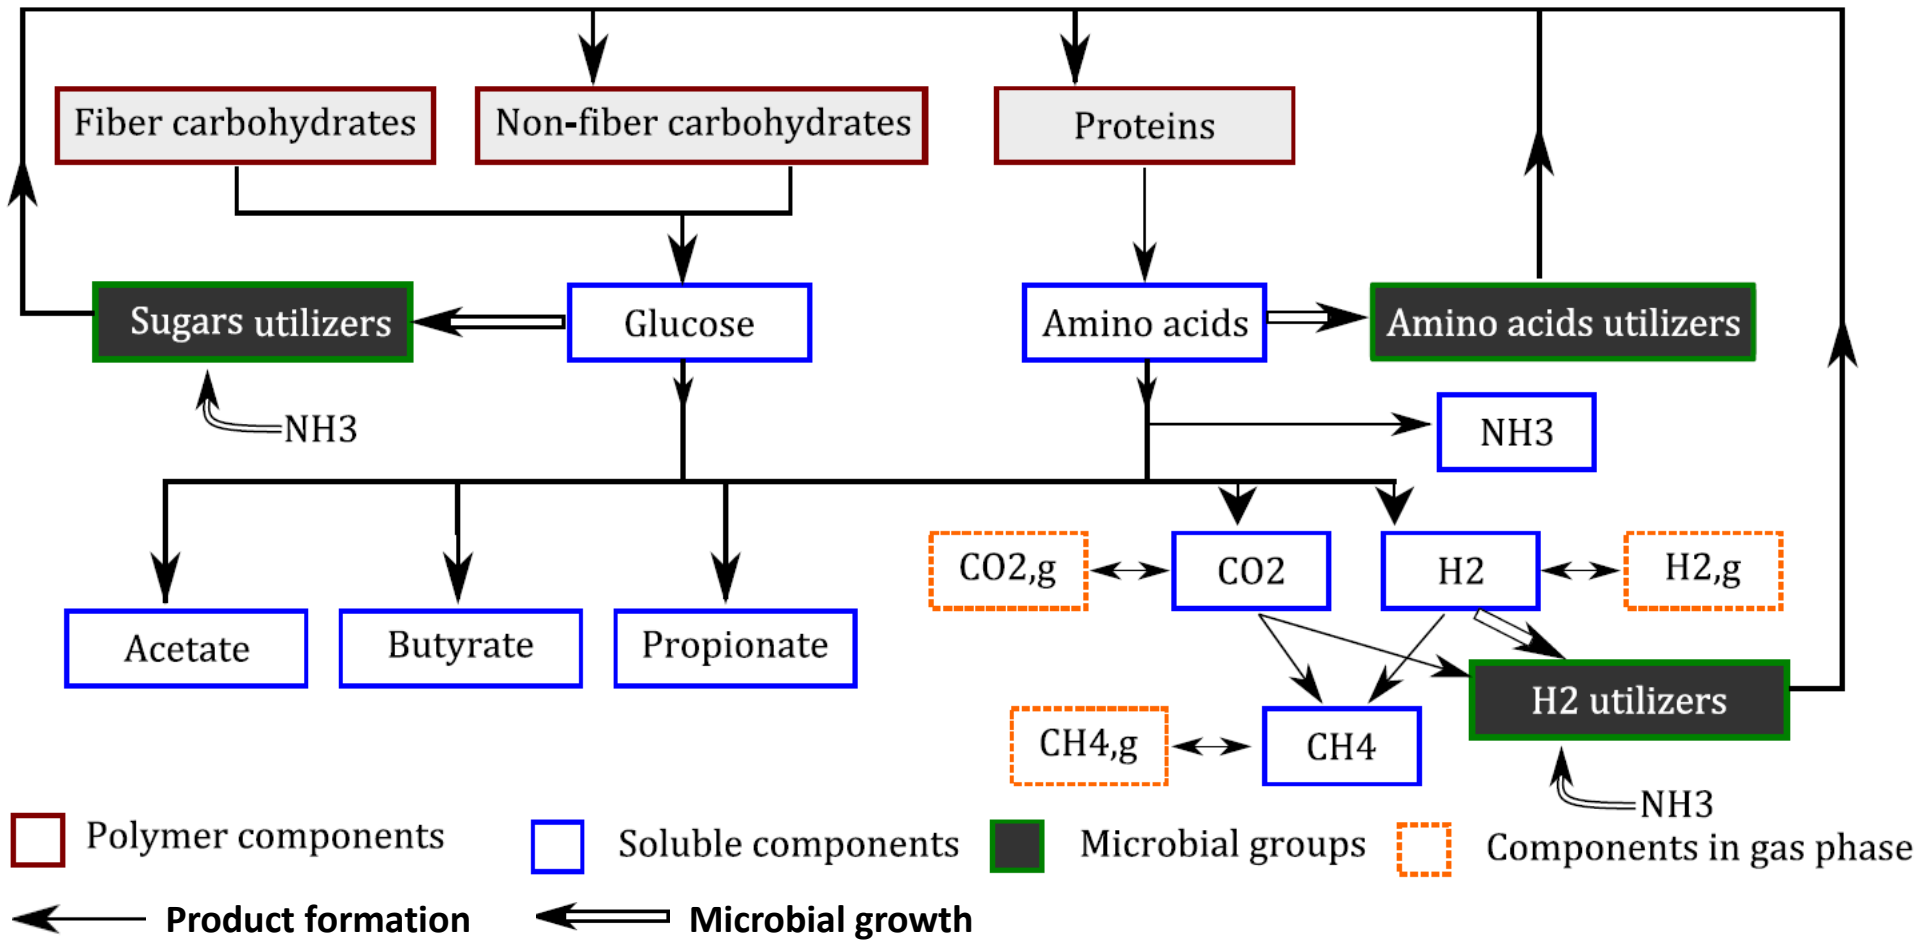 Fiber carbohydrates
Non-fiber carbohydrates
Proteins
Sugars utilizers
Glucose
Amino acids
Amino acids utilizers
NH3
NH3
CO2,g
CO2
H2
H2,g
Acetate
Butyrate
Propionate
H2 utilizers
CH4,g
CH4
NH3
Polymer components
Soluble components
Microbial groups
Components in gas phase
Product formation
Microbial growth